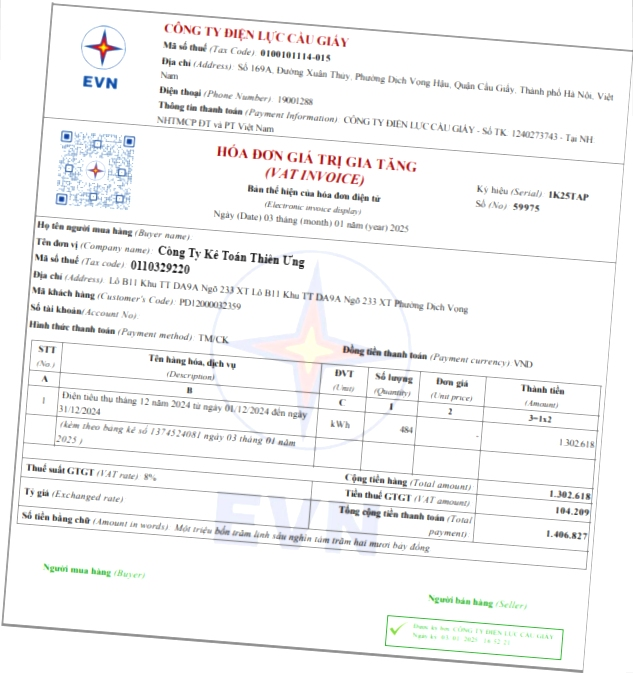 EVN
CÔNG TY ĐIỆN LỰC CẦU GIẤY
Mã số thuế (Tax Code): 0100101114-015
Địa chỉ (Address): Số 169A, Đường Xuân Thủy, Phường Dịch Vọng Hậu, Quận Cầu Giấy, Thành phố Hà Nội, Việt
Nam
Điện thoại (Phone Number): 19001288
Thông tin thanh toán (Payment Information) CÔNG TY ĐIỆN LỰC CẦU GIẤY - Số TK 1240273743 - Tại NH
NHTMCP ĐT và PT Việt Nam
HÓA ĐƠN GIÁ TRỊ GIA TĂNG
(VAT INVOICE)
Bản thể hiện của hóa đơn điện tử
(Electronic invoice display)
Ngày (Date) 03 tháng (month) 01 năm (year) 2025
Ký hiệu (Serial) 1K25TAP
Số (No) 59975
Họ tên người mua hàng (Buyer name)
Tên đơn vị (Company name): Công Ty Kế Toán Thiên Ưng
Mã số thuế (Tax code) 0110329220
Địa chỉ (Address): Lô B11 Khu TT DA9A Ngõ 233 XT Lô B11 Khu TT DA9A Ngõ 233 XT Phường Dịch Vọng
Mã khách hàng (Customer's Code): PD12000032359
Số tài khoản/Account No)
Hình thức thanh toán (Payment method) TM/CK
Đồng tiền thanh toán (Payment currency) VND
STT (No.) Tên hàng hóa, dịch vụ (Description) ĐVT (Unit) Số lượng (Quantity) Đơn giá (Unit price) Thành tiền (Amount)
A B C 1 2 3=1x2
1 Điện tiêu thụ tháng 12 năm 2024 từ ngày 01/12/2024 đến ngày
31/12/2024 kWh 484 - 1.302.618
(kèm theo bảng kê số 1374524081 ngày 03 tháng 01 năm
2025 )
Cộng tiền hàng (Total amount) 1.302.618
Thuế suất GTGT (VAT rate) 8% Tiền thuế GTGT (VAT amount) 104.209
Tỷ giá (Exchanged rate) Tổng cộng tiền thanh toán (Total
payment) 1.406.827
Số tiền bằng chữ (Amount in words) Một triệu bốn trăm linh sáu nghìn tám trăm hai mươi bảy đồng
EVN
Người mua hàng (Buyer)
Người bán hàng (Seller)
Được ký bởi CÔNG TY ĐIỆN LỰC CẦU GIẤY